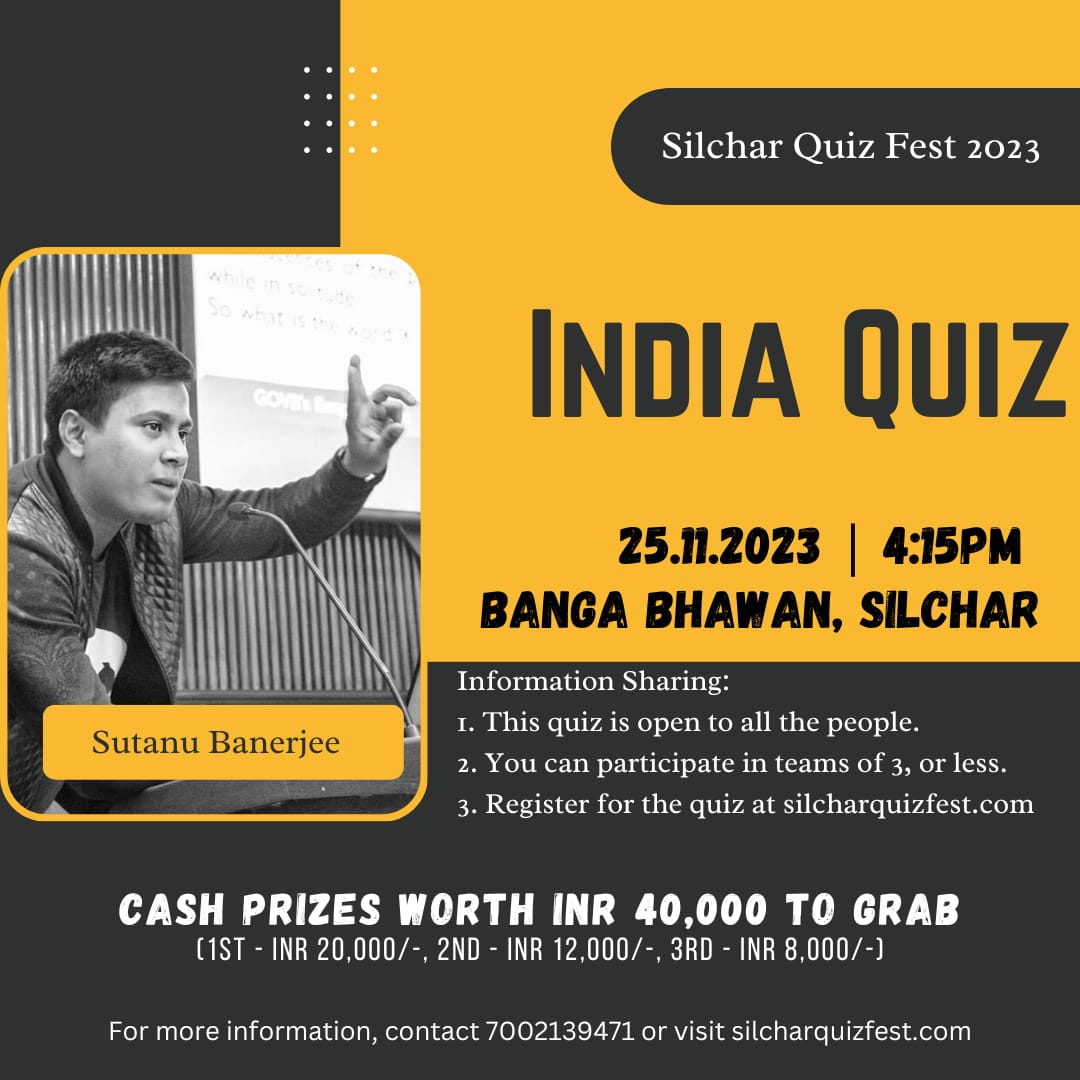 Silchar Quiz Fest 2023
while in solitude
So what is the word
INDIA QUIZ
25.11.2023 | 4:15PM
BANGA BHAWAN, SILCHAR
Sutanu Banerjee
Information Sharing:
1. This quiz is open to all the people.
2. You can participate in teams of 3, or less.
3. Register for the quiz at silcharquizfest.com
CASH PRIZES WORTH INR 40,000 TO GRAB
(1ST - INR 20,000/-, 2ND - INR 12,000/-, 3RD - INR 8,000/-)
For more information, contact 7002139471 or visit silcharquizfest.com